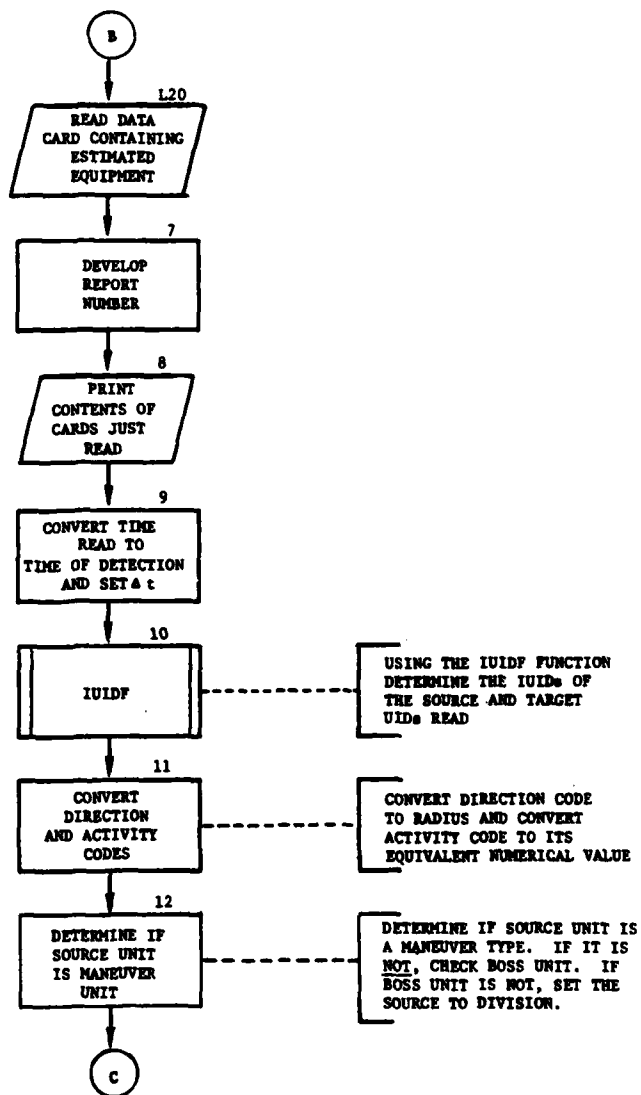 B
L20
READ DATA
CARD CONTAINING
ESTIMATED
EQUIPMENT
7
DEVELOP
REPORT
NUMBER
8
PRINT
CONTENTS OF
CARDS JUST
READ
9
CONVERT TIME
READ TO
TIME OF DETECTION
AND SET Δ t
10
IUIDF
USING THE IUIDF FUNCTION
DETERMINE THE IUIDs OF
THE SOURCE AND TARGET
UIDs READ
11
CONVERT
DIRECTION
AND ACTIVITY
CODES
CONVERT DIRECTION CODE
TO RADIUS AND CONVERT
ACTIVITY CODE TO ITS
EQUIVALENT NUMERICAL VALUE
12
DETERMINE IF
SOURCE UNIT
IS MANEUVER
UNIT
DETERMINE IF SOURCE UNIT IS
A MANEUVER TYPE. IF IT IS
NOT, CHECK BOSS UNIT. IF
BOSS UNIT IS NOT, SET THE
SOURCE TO DIVISION.
C